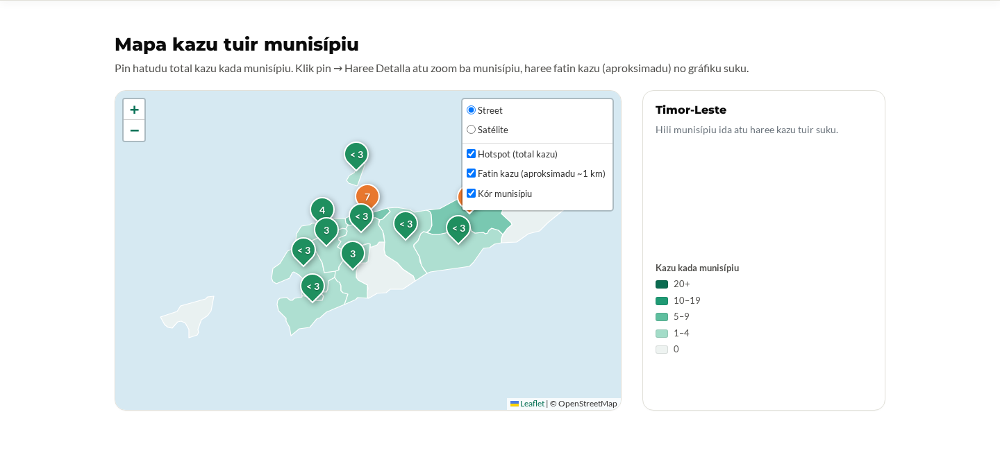 Mapa kazu tuir munisípiu
Pin hatudu total kazu kada munisípiu. Klik pin → Haree Detalla atu zoom ba munisípiu, haree fatin kazu (aproksimadu) no gráfiku suku.
+
−
Street
Satélite
Hotspot (total kazu)
Fatin kazu (aproksimadu ~1 km)
Kór munisípiu
< 3
7
4
< 3
3
< 3
< 3
< 3
3
< 3
Leaflet | © OpenStreetMap
Timor-Leste
Hili munisípiu ida atu haree kazu tuir suku.
Kazu kada munisípiu
20+
10–19
5–9
1–4
0